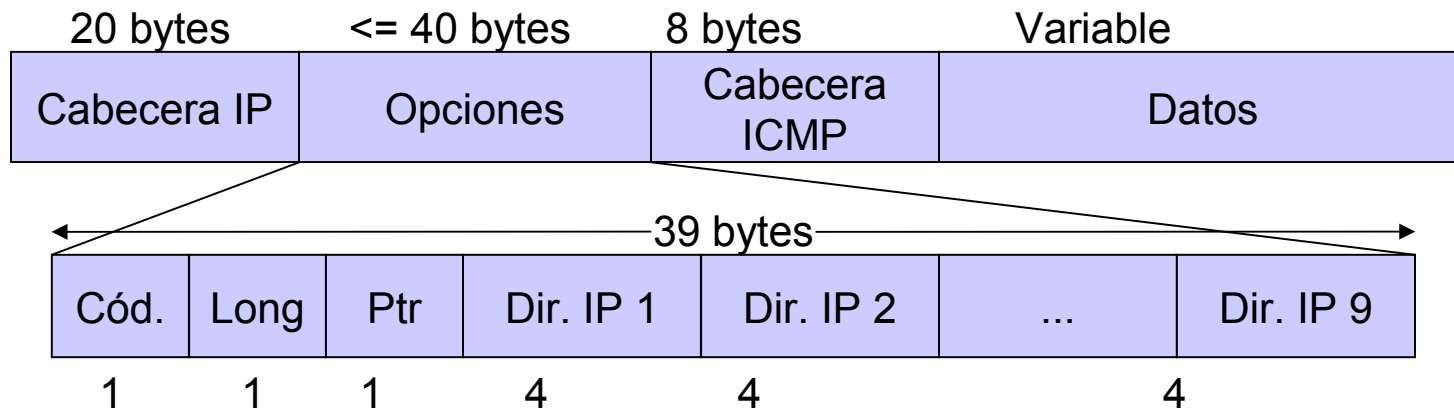 20 bytes <= 40 bytes 8 bytes Variable
Cabecera IP Opciones Cabecera ICMP Datos
39 bytes
Cód. Long Ptr Dir. IP 1 Dir. IP 2 ... Dir. IP 9
1 1 1 4 4 4